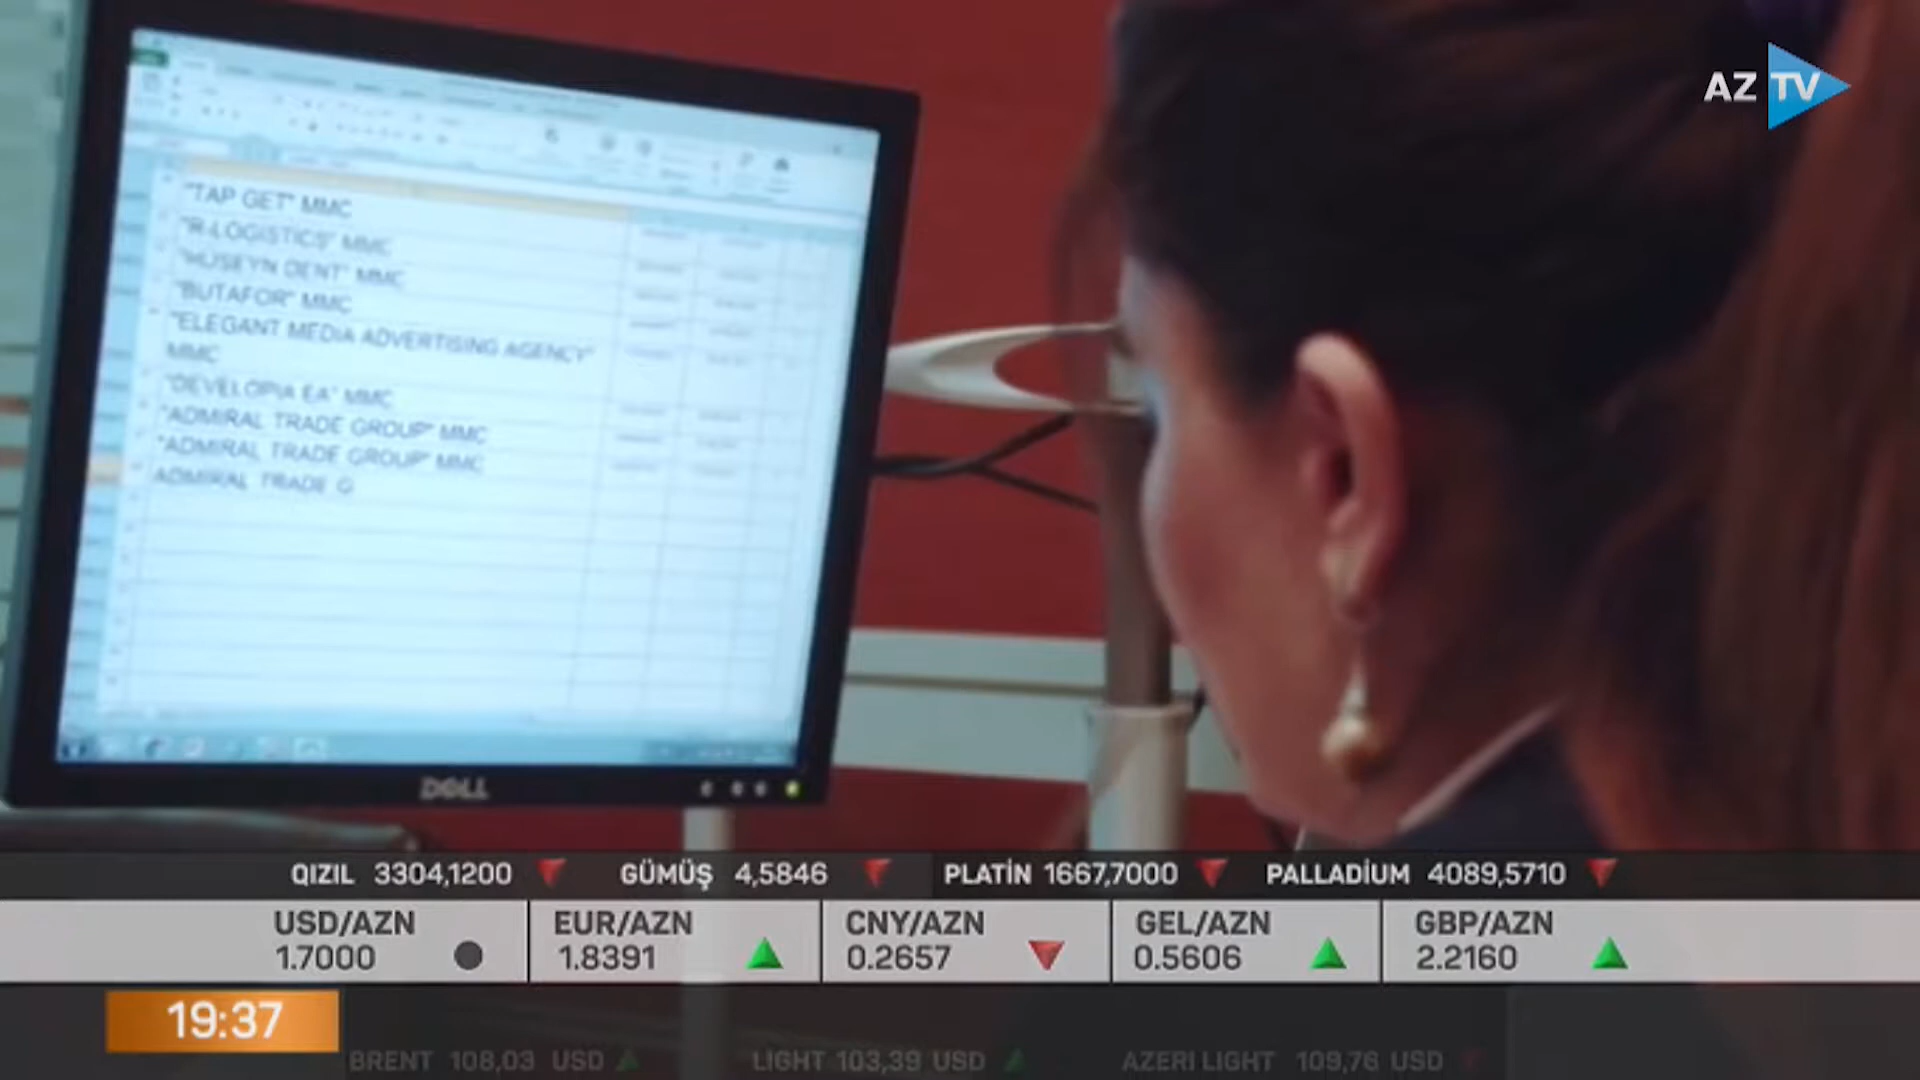 AZ TV
"TAP GET" MMC
"R-LOGISTICS" MMC
"HUSEYN DENT" MMC
"BUTAFOR" MMC
"ELEGANT MEDIA ADVERTISING AGENCY"
MMC
"DEVELOPIA EA" MMC
"ADMIRAL TRADE GROUP" MMC
"ADMIRAL TRADE GROUP" MMC
ADMIRAL TRADE G
DELL
QIZIL 3304,1200 GÜMÜŞ 4,5846 PLATİN 1667,7000 PALLADİUM 4089,5710
USD/AZN EUR/AZN CNY/AZN GEL/AZN GBP/AZN
1.7000 1.8391 0.2657 0.5606 2.2160
19:37
BRENT 108,03 USD LIGHT 103,39 USD AZERI LIGHT 109,76 USD